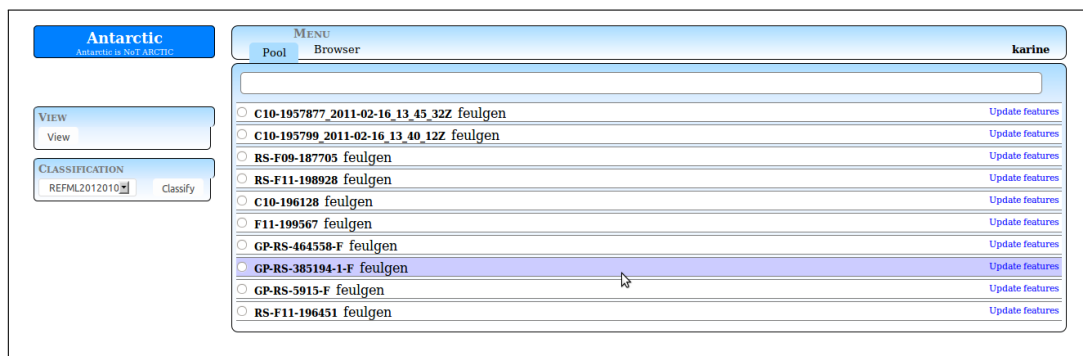 Antarctic
Antarctic is NoT ARCTIC
MENU
Pool Browser karine
VIEW
View
CLASSIFICATION
REFML2012010 Classify
C10-1957877_2011-02-16_13_45_32Z feulgen Update features
C10-195799_2011-02-16_13_40_12Z feulgen Update features
RS-F09-187705 feulgen Update features
RS-F11-198928 feulgen Update features
C10-196128 feulgen Update features
F11-199567 feulgen Update features
GP-RS-464558-F feulgen Update features
GP-RS-385194-1-F feulgen Update features
GP-RS-5915-F feulgen Update features
RS-F11-196451 feulgen Update features